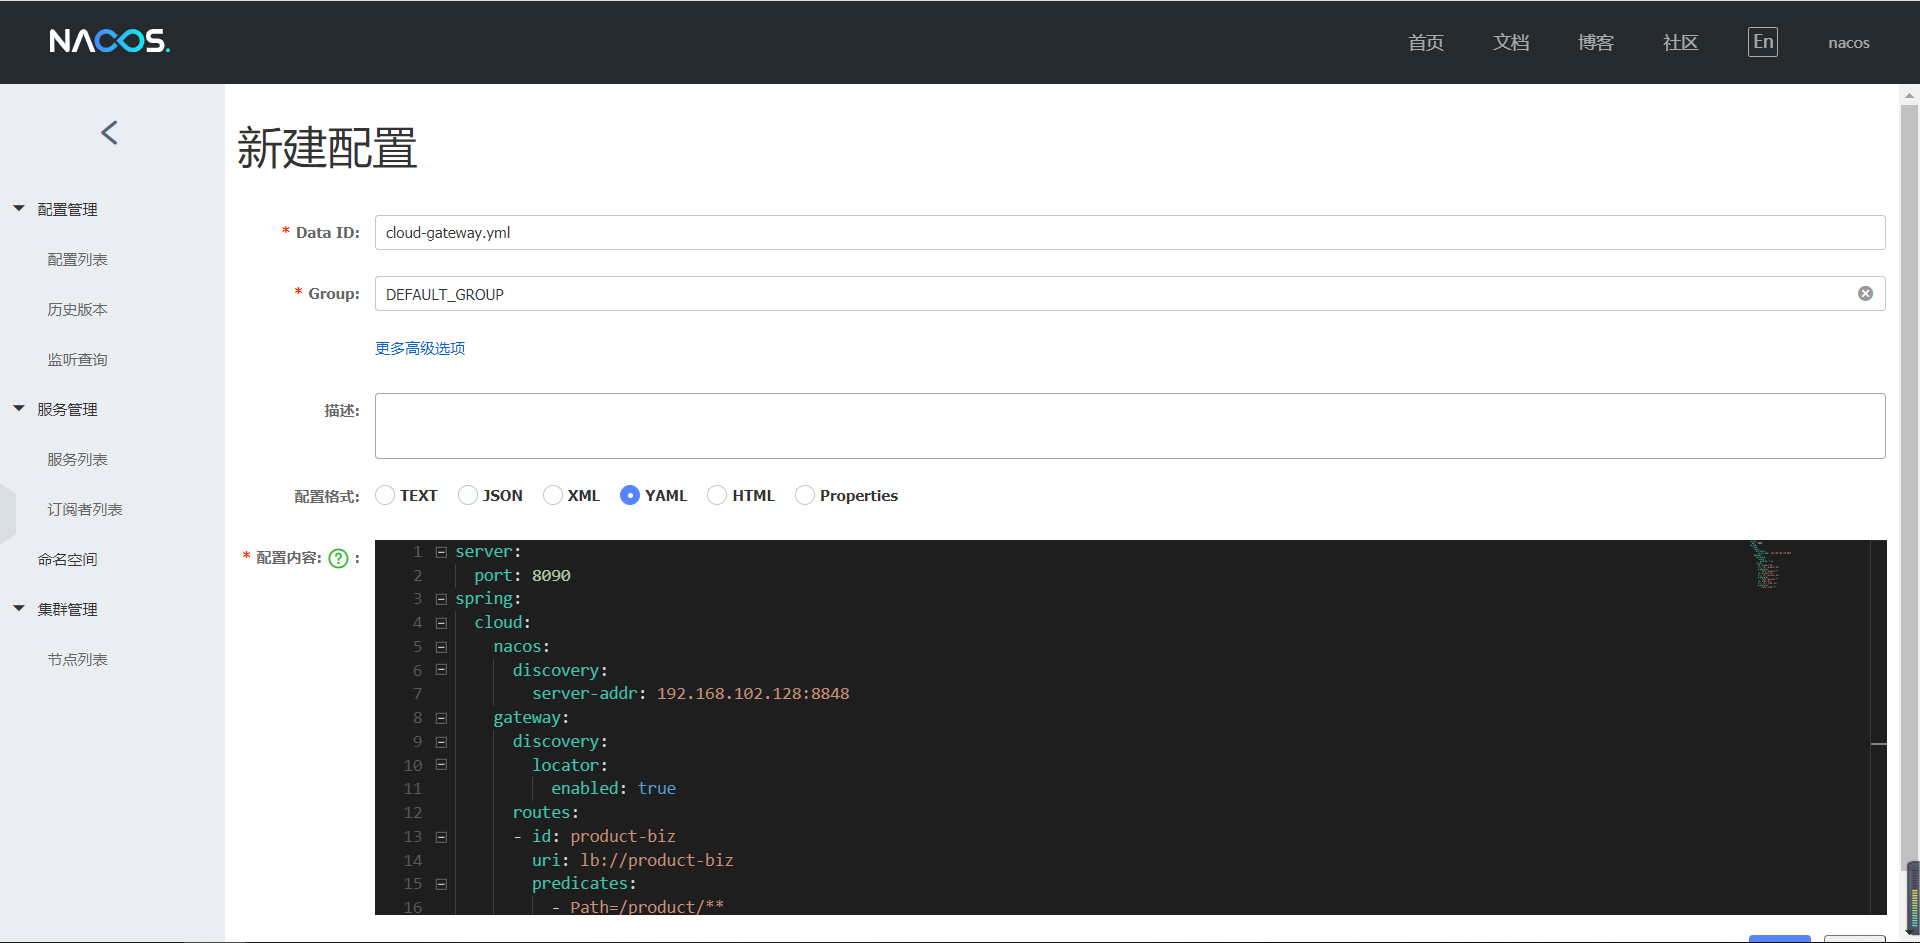 NACOS.
首页 文档 博客 社区 En nacos
新建配置
配置管理
配置列表
历史版本
监听查询
服务管理
服务列表
订阅者列表
命名空间
集群管理
节点列表
* Data ID: cloud-gateway.yml
* Group: DEFAULT_GROUP
更多高级选项
描述:
配置格式: TEXT JSON XML YAML HTML Properties
* 配置内容: ? :
1 server:
2 port: 8090
3 spring:
4 cloud:
5 nacos:
6 discovery:
7 server-addr: 192.168.102.128:8848
8 gateway:
9 discovery:
10 locator:
11 enabled: true
12 routes:
13 - id: product-biz
14 uri: lb://product-biz
15 predicates:
16 - Path=/product/**